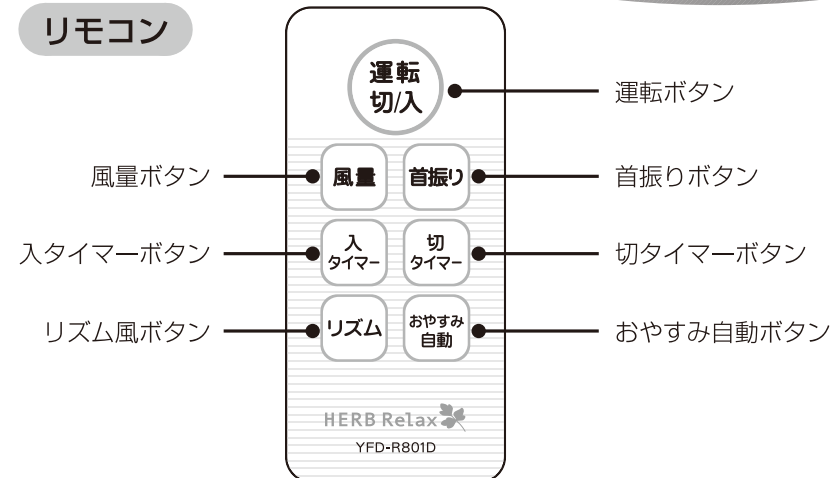 リモコン
運転
切/入
運転ボタン
風量ボタン
風量
首振り
首振りボタン
入タイマーボタン
入
タイマー
切
タイマー
切タイマーボタン
リズム風ボタン
リズム
おやすみ
自動
おやすみ自動ボタン
HERB Relax
YFD-R801D